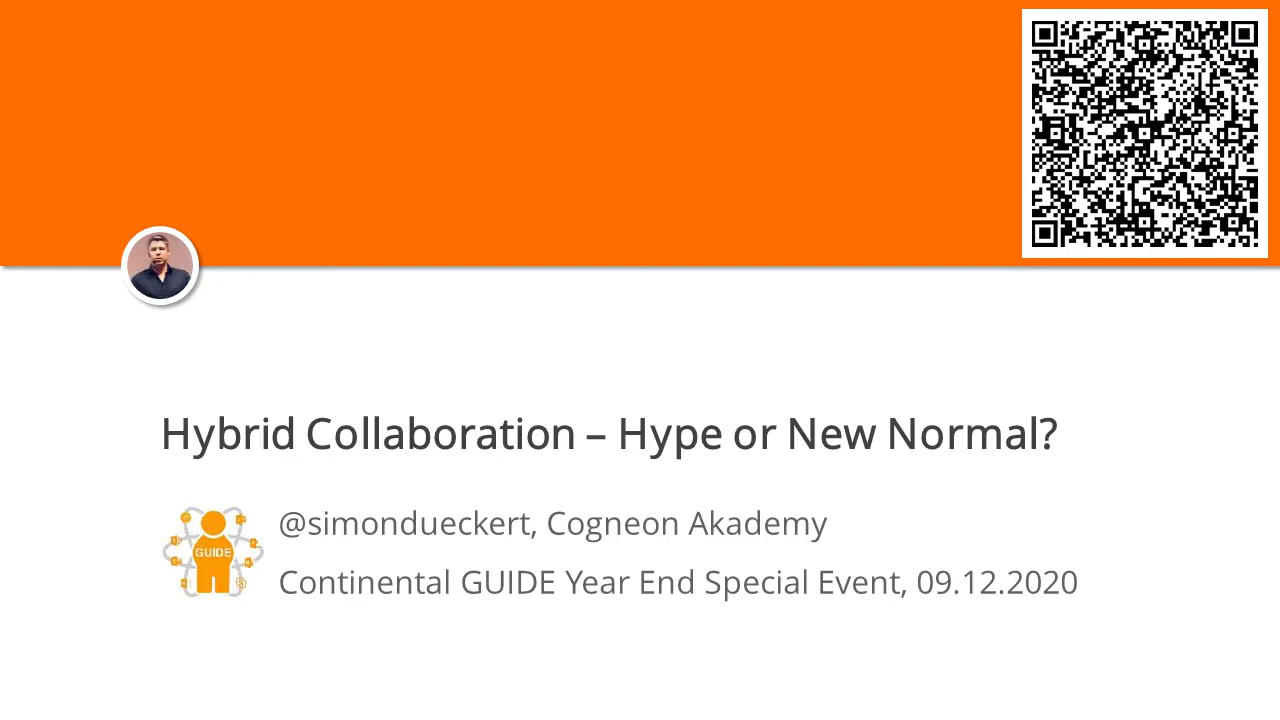 Hybrid Collaboration – Hype or New Normal?
@simondueckert, Cogneon Akademy
GUIDE
Continental GUIDE Year End Special Event, 09.12.2020